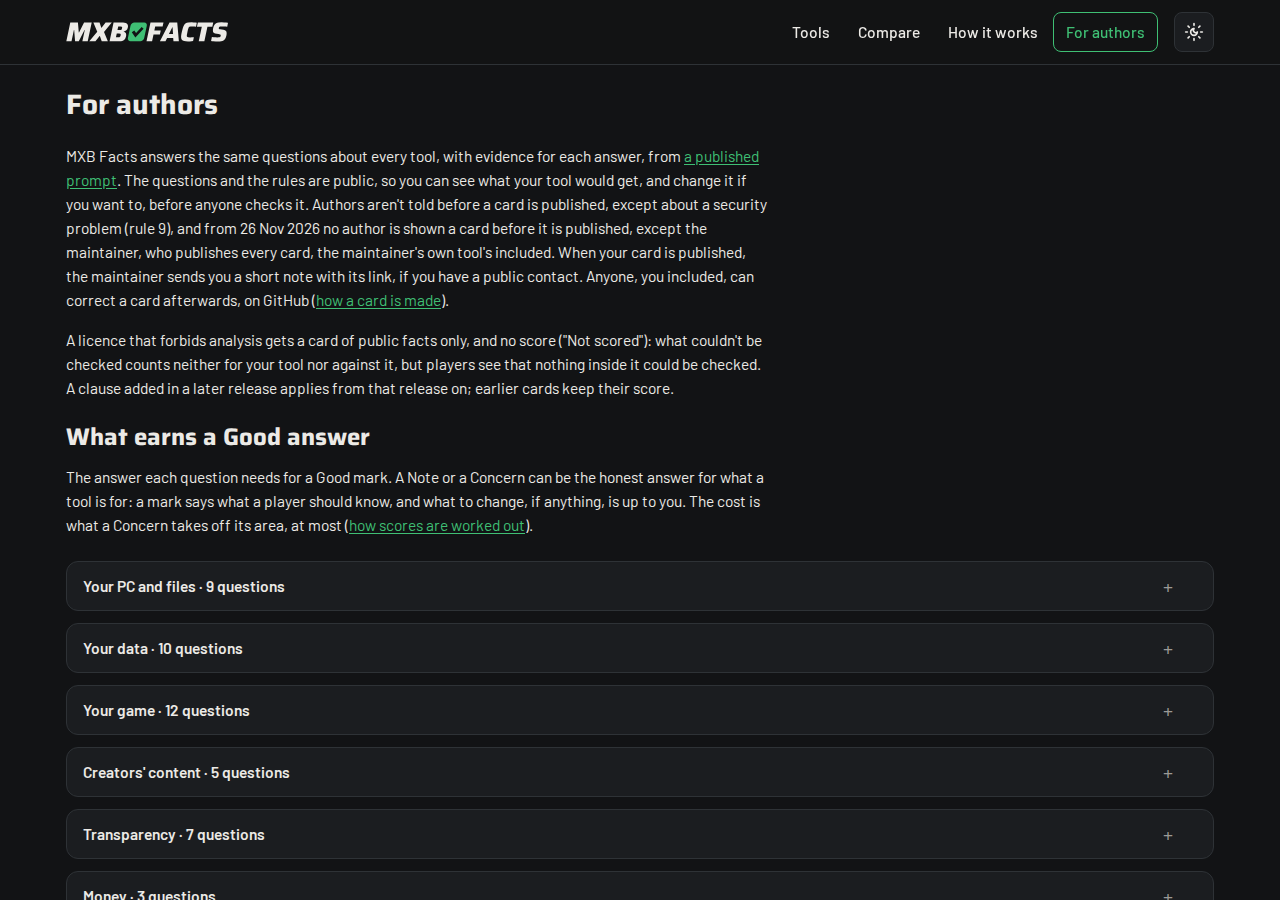 MXB FACTS
Tools Compare How it works For authors
For authors
MXB Facts answers the same questions about every tool, with evidence for each answer, from a published
prompt. The questions and the rules are public, so you can see what your tool would get, and change it if
you want to, before anyone checks it. Authors aren't told before a card is published, except about a security
problem (rule 9), and from 26 Nov 2026 no author is shown a card before it is published, except the
maintainer, who publishes every card, the maintainer's own tool's included. When your card is published,
the maintainer sends you a short note with its link, if you have a public contact. Anyone, you included, can
correct a card afterwards, on GitHub (how a card is made).
A licence that forbids analysis gets a card of public facts only, and no score ("Not scored"): what couldn't be
checked counts neither for your tool nor against it, but players see that nothing inside it could be checked.
A clause added in a later release applies from that release on; earlier cards keep their score.
What earns a Good answer
The answer each question needs for a Good mark. A Note or a Concern can be the honest answer for what a
tool is for: a mark says what a player should know, and what to change, if anything, is up to you. The cost is
what a Concern takes off its area, at most (how scores are worked out).
Your PC and files · 9 questions +
Your data · 10 questions +
Your game · 12 questions +
Creators' content · 5 questions +
Transparency · 7 questions +
Money · 3 questions +